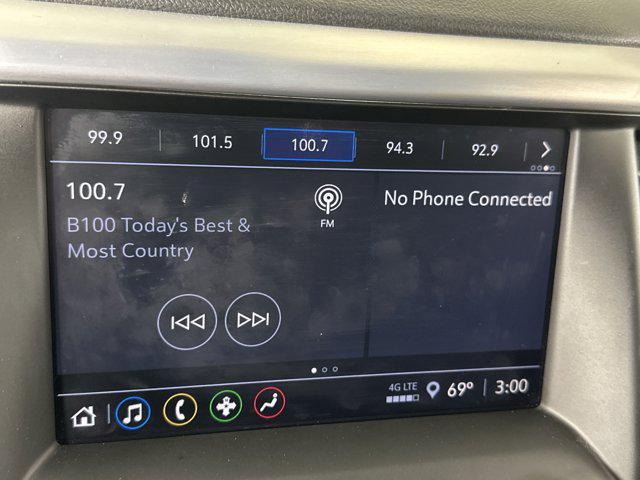 99.9 101.5 100.7 94.3 92.9
100.7
B100 Today's Best &
Most Country
FM
No Phone Connected
4G LTE 69° 3:00